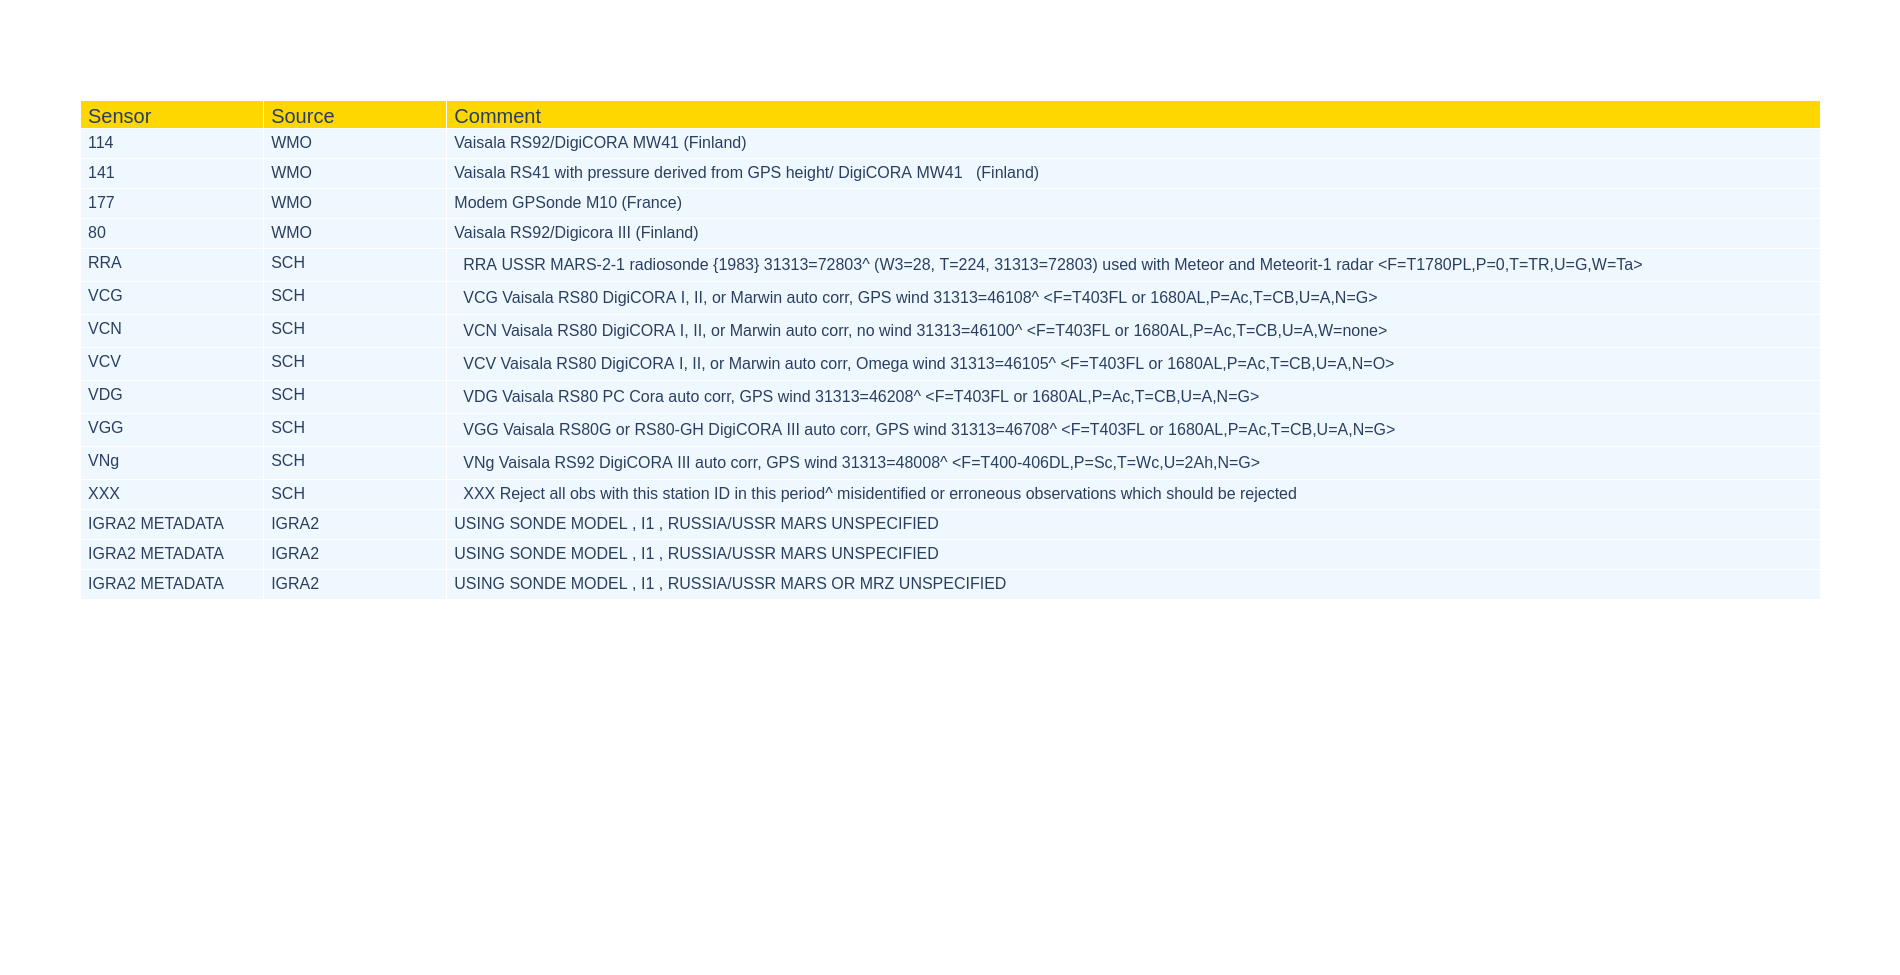 Sensor Source Comment
114 WMO Vaisala RS92/DigiCORA MW41 (Finland)
141 WMO Vaisala RS41 with pressure derived from GPS height/ DigiCORA MW41   (Finland)
177 WMO Modem GPSonde M10 (France)
80 WMO Vaisala RS92/Digicora III (Finland)
RRA SCH RRA USSR MARS-2-1 radiosonde {1983} 31313=72803^ (W3=28, T=224, 31313=72803) used with Meteor and Meteorit-1 radar <F=T1780PL,P=0,T=TR,U=G,W=Ta>
VCG SCH VCG Vaisala RS80 DigiCORA I, II, or Marwin auto corr, GPS wind 31313=46108^ <F=T403FL or 1680AL,P=Ac,T=CB,U=A,N=G>
VCN SCH VCN Vaisala RS80 DigiCORA I, II, or Marwin auto corr, no wind 31313=46100^ <F=T403FL or 1680AL,P=Ac,T=CB,U=A,W=none>
VCV SCH VCV Vaisala RS80 DigiCORA I, II, or Marwin auto corr, Omega wind 31313=46105^ <F=T403FL or 1680AL,P=Ac,T=CB,U=A,N=O>
VDG SCH VDG Vaisala RS80 PC Cora auto corr, GPS wind 31313=46208^ <F=T403FL or 1680AL,P=Ac,T=CB,U=A,N=G>
VGG SCH VGG Vaisala RS80G or RS80-GH DigiCORA III auto corr, GPS wind 31313=46708^ <F=T403FL or 1680AL,P=Ac,T=CB,U=A,N=G>
VNg SCH VNg Vaisala RS92 DigiCORA III auto corr, GPS wind 31313=48008^ <F=T400-406DL,P=Sc,T=Wc,U=2Ah,N=G>
XXX SCH XXX Reject all obs with this station ID in this period^ misidentified or erroneous observations which should be rejected
IGRA2 METADATA IGRA2 USING SONDE MODEL , I1 , RUSSIA/USSR MARS UNSPECIFIED
IGRA2 METADATA IGRA2 USING SONDE MODEL , I1 , RUSSIA/USSR MARS UNSPECIFIED
IGRA2 METADATA IGRA2 USING SONDE MODEL , I1 , RUSSIA/USSR MARS OR MRZ UNSPECIFIED